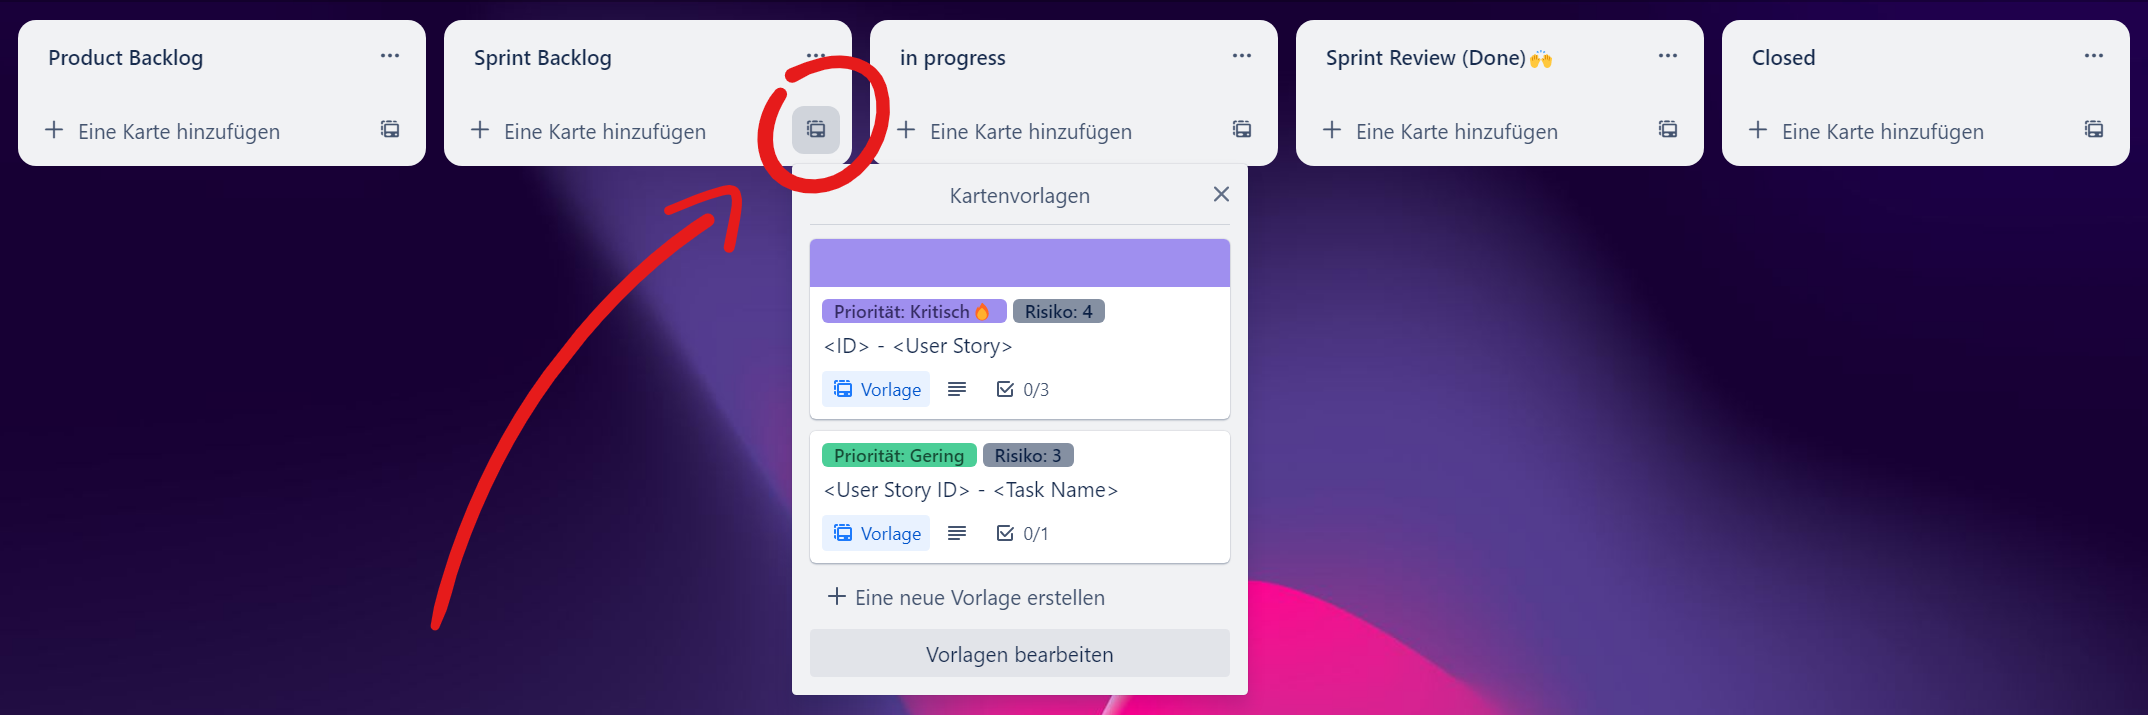 Product Backlog
Eine Karte hinzufügen
Sprint Backlog
Eine Karte hinzufügen
in progress
Eine Karte hinzufügen
Sprint Review (Done)🙌
Eine Karte hinzufügen
Closed
Eine Karte hinzufügen
Kartenvorlagen
Priorität: Kritisch🔥 Risiko: 4
<ID> - <User Story>
Vorlage 0/3
Priorität: Gering Risiko: 3
<User Story ID> - <Task Name>
Vorlage 0/1
Eine neue Vorlage erstellen
Vorlagen bearbeiten